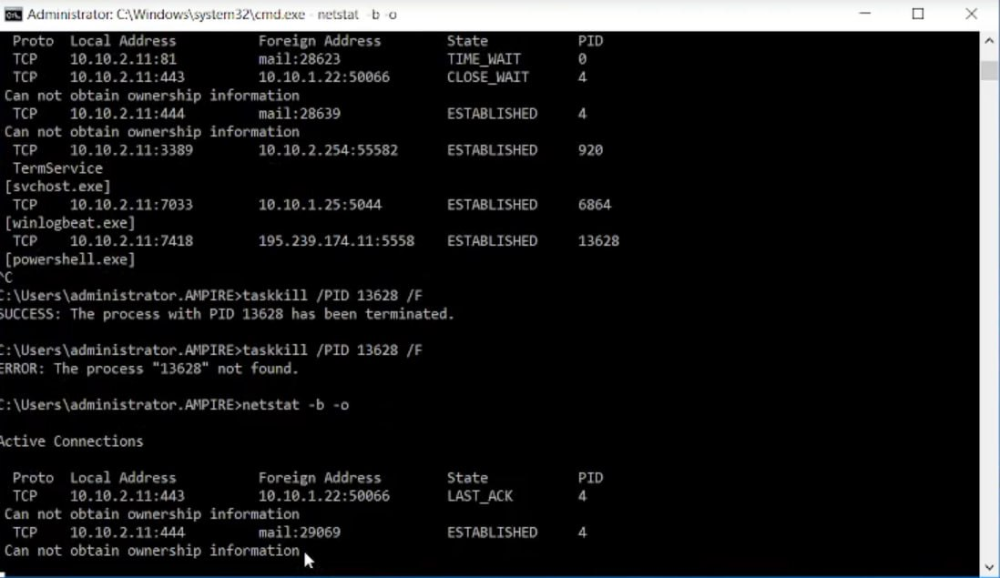 Administrator: C:\Windows\system32\cmd.exe - netstat -b -o
Proto Local Address Foreign Address State PID
TCP 10.10.2.11:81 mail:28623 TIME_WAIT 0
TCP 10.10.2.11:443 10.10.1.22:50066 CLOSE_WAIT 4
Can not obtain ownership information
TCP 10.10.2.11:444 mail:28639 ESTABLISHED 4
Can not obtain ownership information
TCP 10.10.2.11:3389 10.10.2.254:55582 ESTABLISHED 920
TermService
[svchost.exe]
TCP 10.10.2.11:7033 10.10.1.25:5044 ESTABLISHED 6864
[winlogbeat.exe]
TCP 10.10.2.11:7418 195.239.174.11:5558 ESTABLISHED 13628
[powershell.exe]
^C
C:\Users\administrator.AMPIRE>taskkill /PID 13628 /F
SUCCESS: The process with PID 13628 has been terminated.
C:\Users\administrator.AMPIRE>taskkill /PID 13628 /F
ERROR: The process "13628" not found.
C:\Users\administrator.AMPIRE>netstat -b -o
Active Connections
Proto Local Address Foreign Address State PID
TCP 10.10.2.11:443 10.10.1.22:50066 LAST_ACK 4
Can not obtain ownership information
TCP 10.10.2.11:444 mail:29069 ESTABLISHED 4
Can not obtain ownership information